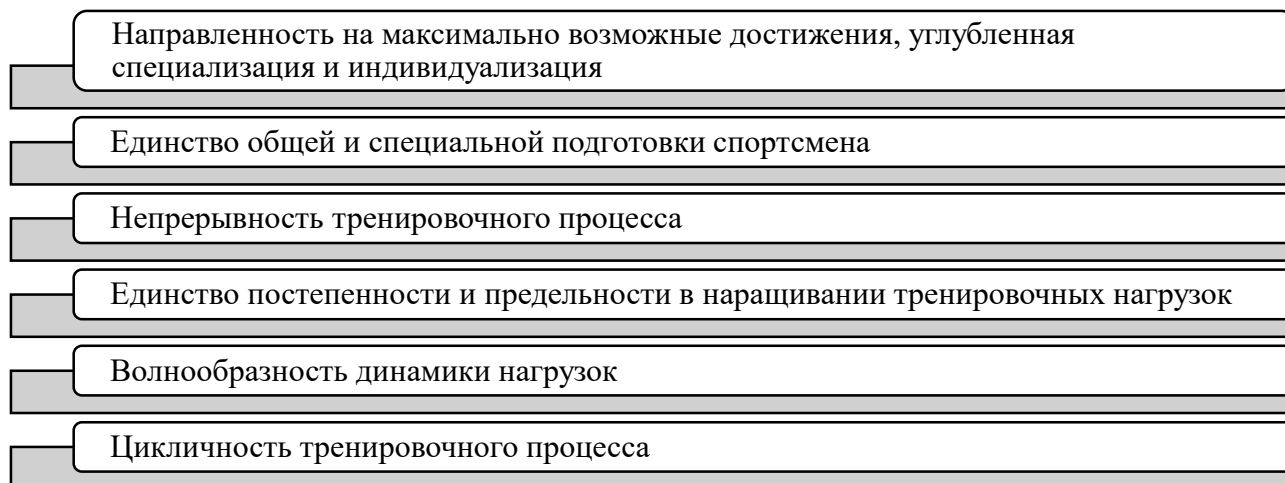 Направленность на максимально возможные достижения, углубленная
специализация и индивидуализация
Единство общей и специальной подготовки спортсмена
Непрерывность тренировочного процесса
Единство постепенности и предельности в наращивании тренировочных нагрузок
Волнообразность динамики нагрузок
Цикличность тренировочного процесса